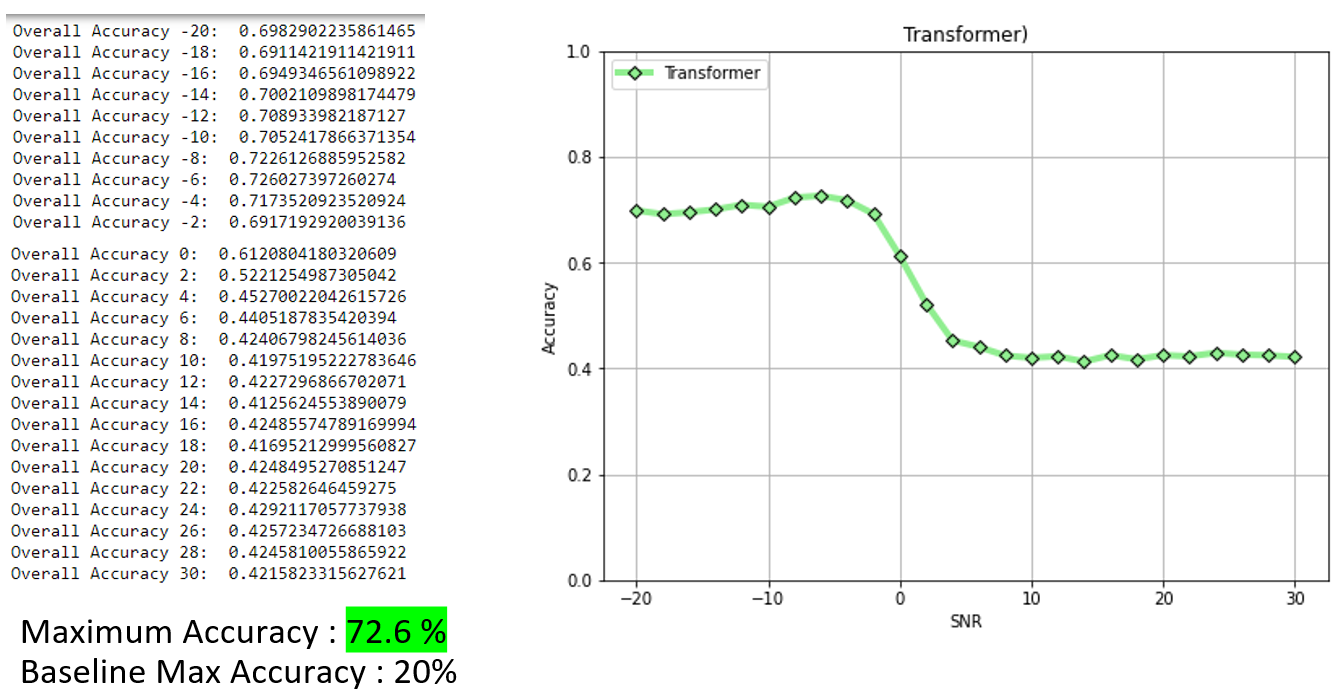 Overall Accuracy -20:  0.6982902235861465
Overall Accuracy -18:  0.6911421911421911
Overall Accuracy -16:  0.6949346561098922
Overall Accuracy -14:  0.7002109898174479
Overall Accuracy -12:  0.708933982187127
Overall Accuracy -10:  0.7052417866371354
Overall Accuracy -8:  0.7226126885952582
Overall Accuracy -6:  0.726027397260274
Overall Accuracy -4:  0.7173520923520924
Overall Accuracy -2:  0.6917192920039136
Overall Accuracy 0:  0.6120804180320609
Overall Accuracy 2:  0.5221254987305042
Overall Accuracy 4:  0.45270022042615726
Overall Accuracy 6:  0.4405187835420394
Overall Accuracy 8:  0.42406798245614036
Overall Accuracy 10:  0.41975195222783646
Overall Accuracy 12:  0.4227296866702071
Overall Accuracy 14:  0.4125624553890079
Overall Accuracy 16:  0.42485574789169994
Overall Accuracy 18:  0.41695212999560827
Overall Accuracy 20:  0.4248495270851247
Overall Accuracy 22:  0.422582646459275
Overall Accuracy 24:  0.4292117057737938
Overall Accuracy 26:  0.4257234726688103
Overall Accuracy 28:  0.4245810055865922
Overall Accuracy 30:  0.4215823315627621
Maximum Accuracy : 72.6 %
Baseline Max Accuracy : 20%
Transformer)
Transformer
1.0
0.8
0.6
0.4
0.2
0.0
Accuracy
−20 −10 0 10 20 30
SNR